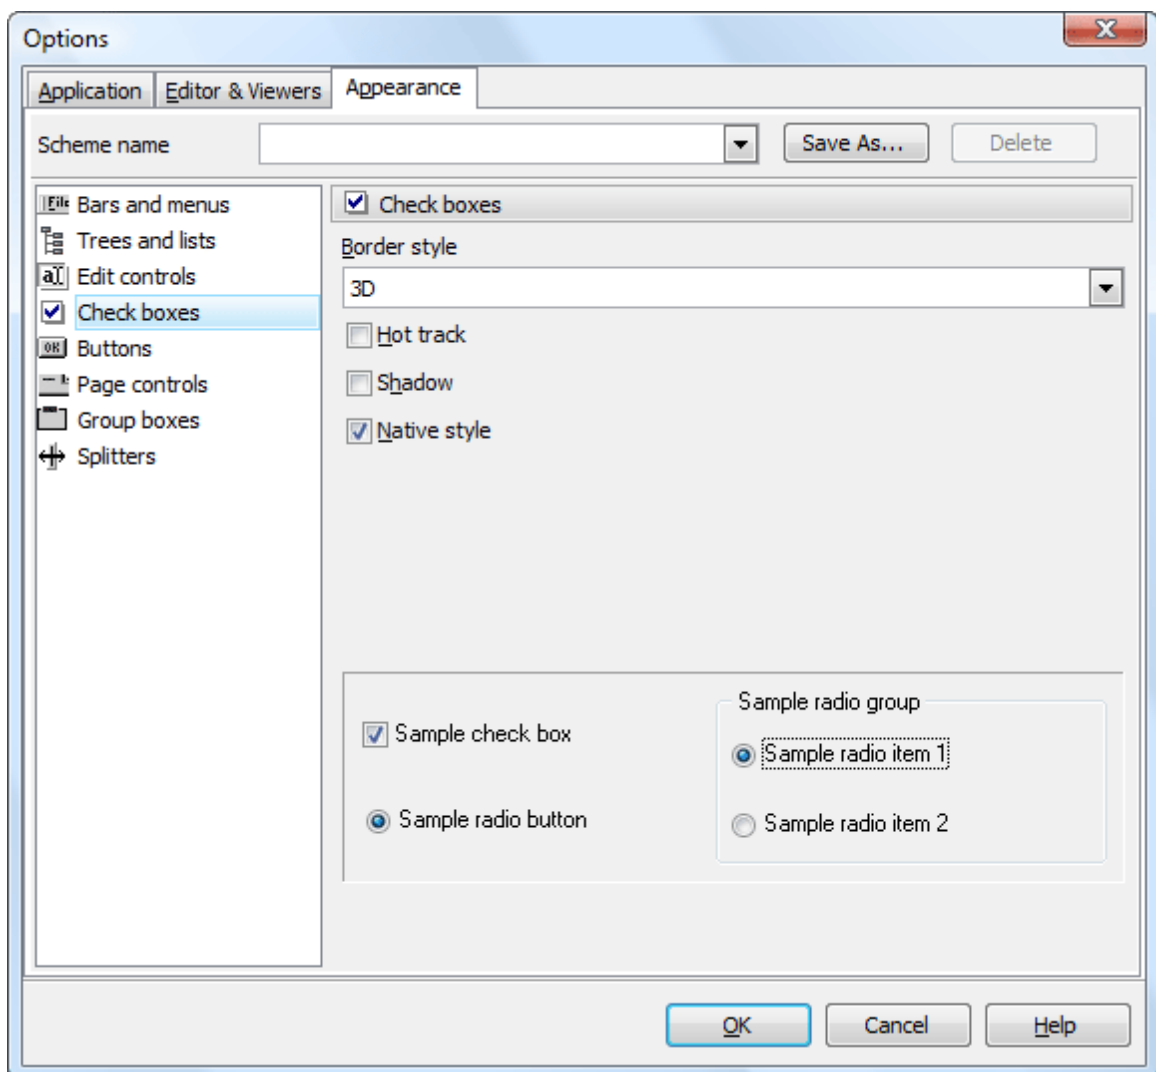 Options
Application Editor & Viewers Appearance
Scheme name Save As... Delete
Bars and menus
Trees and lists
Edit controls
Check boxes
Buttons
Page controls
Group boxes
Splitters
Check boxes
Border style
3D
Hot track
Shadow
Native style
Sample check box
Sample radio button
Sample radio group
Sample radio item 1
Sample radio item 2
OK Cancel Help